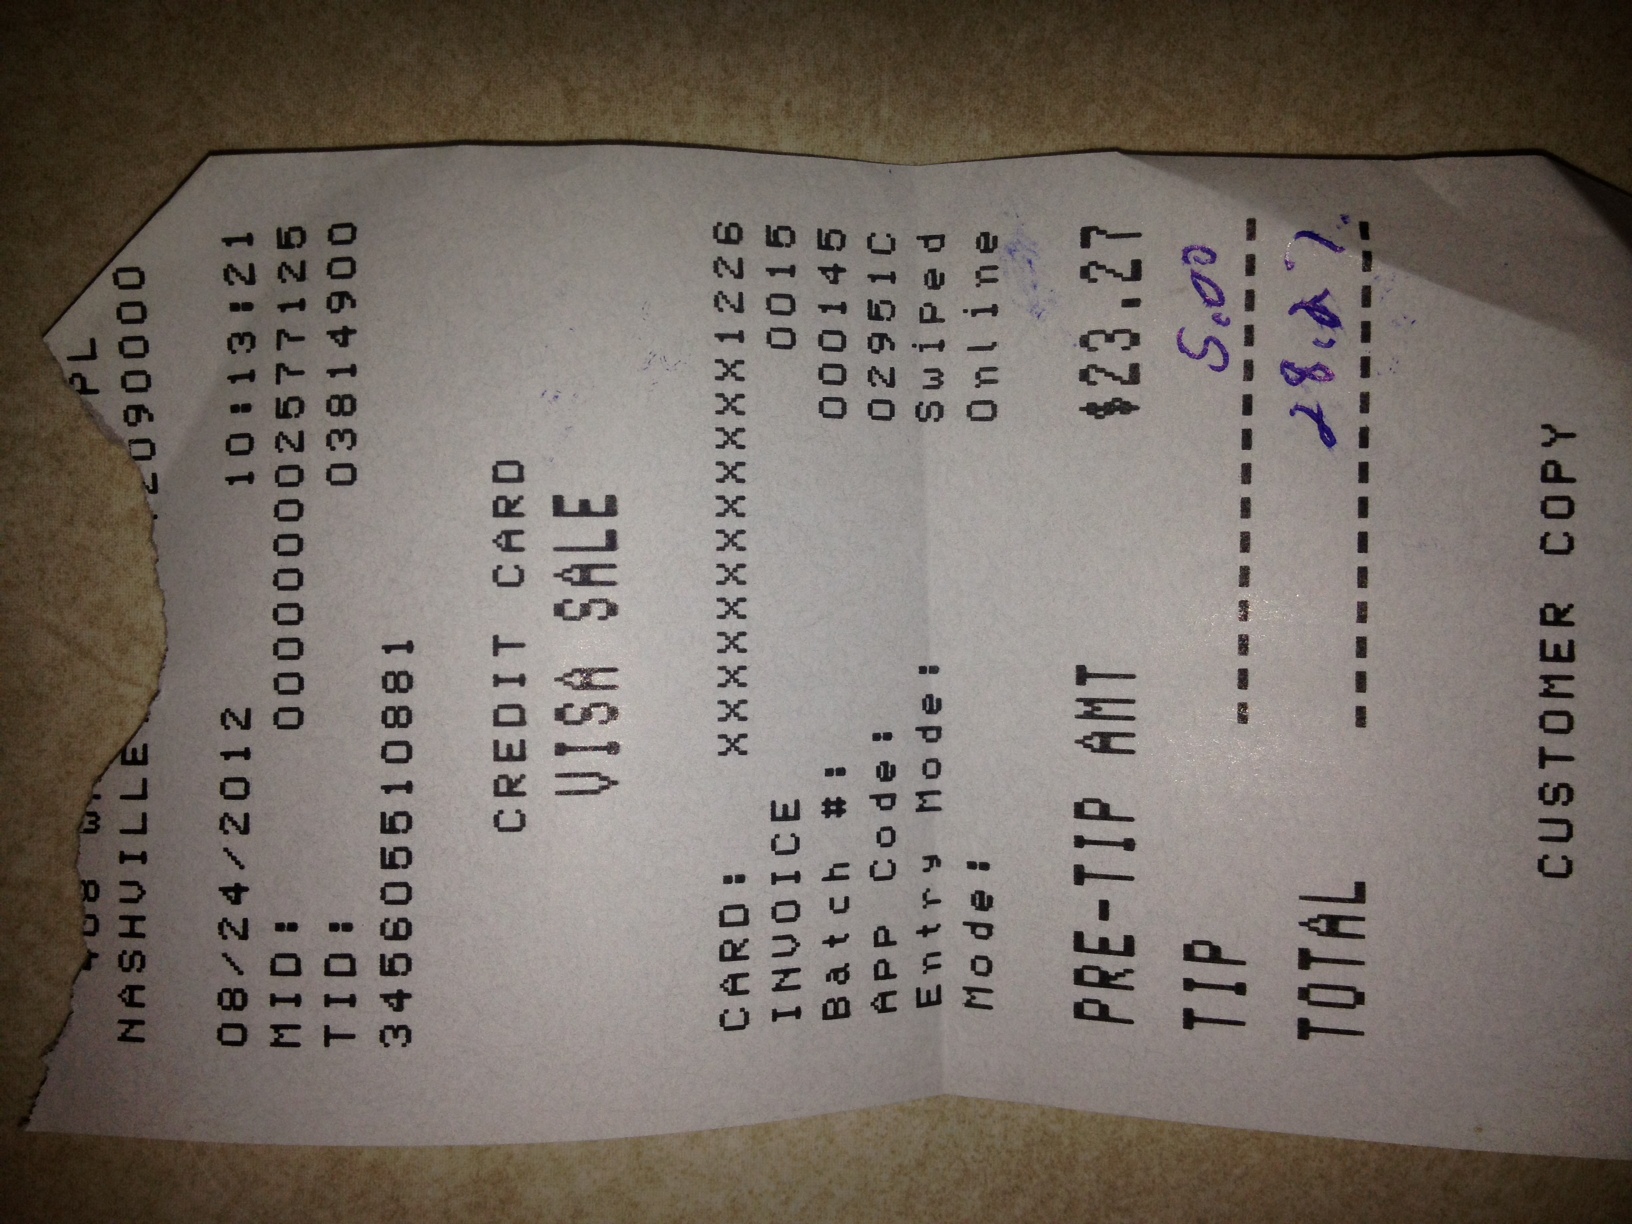 408 PL
NASHVILLE 2090000
08/24/2012 10:13:21
MID: 000000002577125
TID: 03814900
345605510881
CREDIT CARD
VISA SALE
CARD: XXXXXXXXXXXX1226
INVOICE 0015
Batch #: 000145
App Code: 02951C
Entry Mode: Swiped
Mode: Online
PRE-TIP AMT $23.27
TIP 5.00
TOTAL 28.27
CUSTOMER COPY